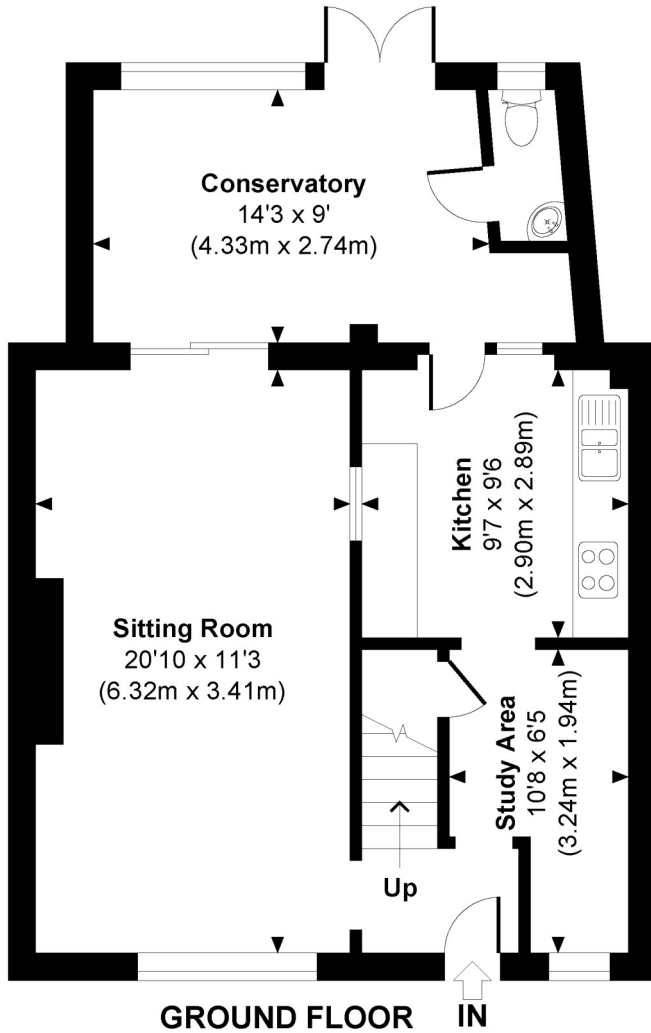 Conservatory
14'3 x 9'
(4.33m x 2.74m)
Kitchen
9'7 x 9'6
(2.90m x 2.89m)
Sitting Room
20'10 x 11'3
(6.32m x 3.41m)
Study Area
10'8 x 6'5
(3.24m x 1.94m)
Up
GROUND FLOOR
IN